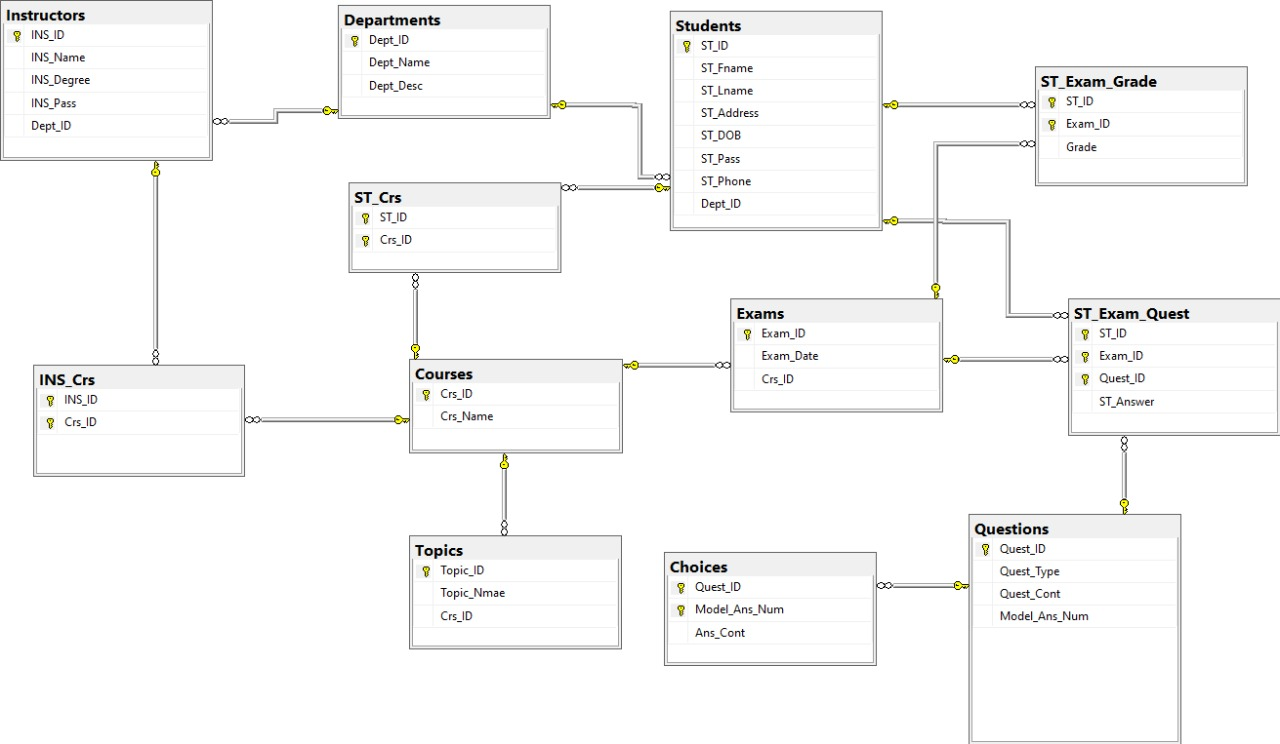 Instructors
INS_ID
INS_Name
INS_Degree
INS_Pass
Dept_ID
Departments
Dept_ID
Dept_Name
Dept_Desc
Students
ST_ID
ST_Fname
ST_Lname
ST_Address
ST_DOB
ST_Pass
ST_Phone
Dept_ID
ST_Exam_Grade
ST_ID
Exam_ID
Grade
ST_Crs
ST_ID
Crs_ID
INS_Crs
INS_ID
Crs_ID
Courses
Crs_ID
Crs_Name
Exams
Exam_ID
Exam_Date
Crs_ID
ST_Exam_Quest
ST_ID
Exam_ID
Quest_ID
ST_Answer
Topics
Topic_ID
Topic_Nmae
Crs_ID
Choices
Quest_ID
Model_Ans_Num
Ans_Cont
Questions
Quest_ID
Quest_Type
Quest_Cont
Model_Ans_Num